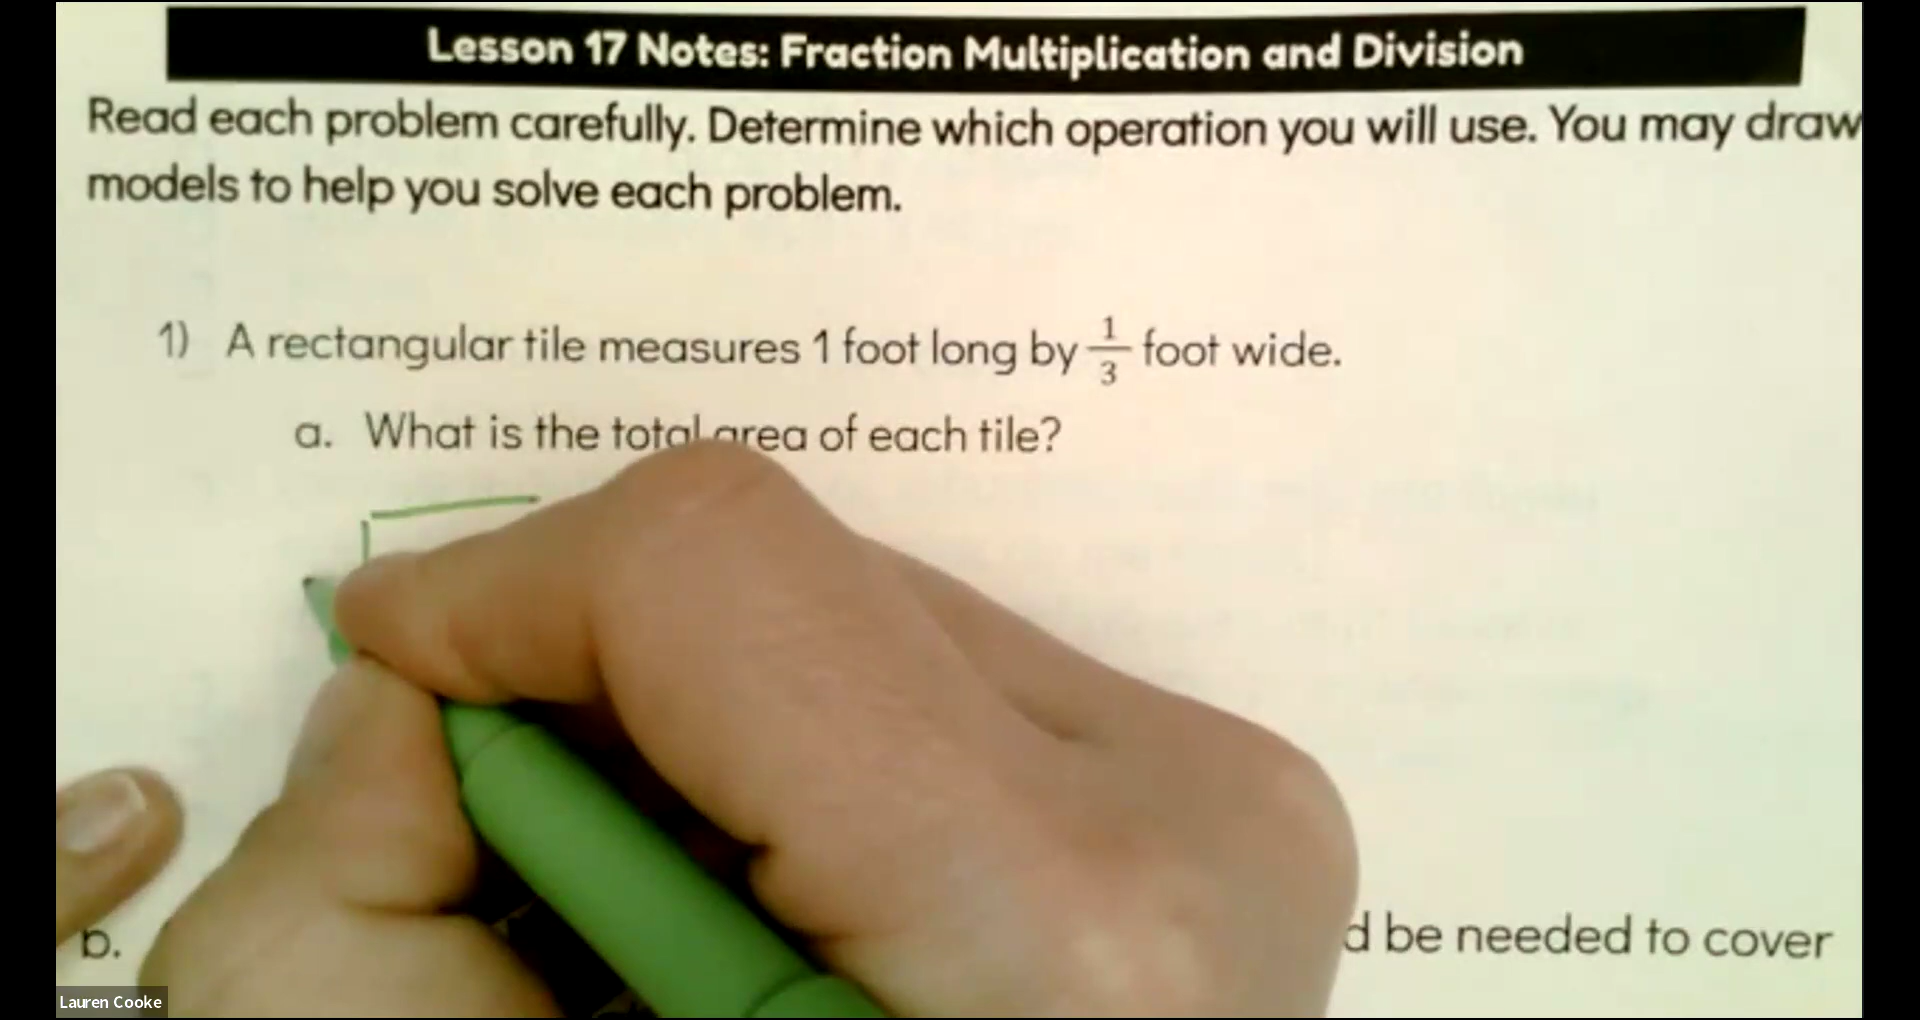 Lesson 17 Notes: Fraction Multiplication and Division
Read each problem carefully. Determine which operation you will use. You may draw
models to help you solve each problem.
1) A rectangular tile measures 1 foot long by 1/3 foot wide.
a. What is the total area of each tile?
b. d be needed to cover
Lauren Cooke